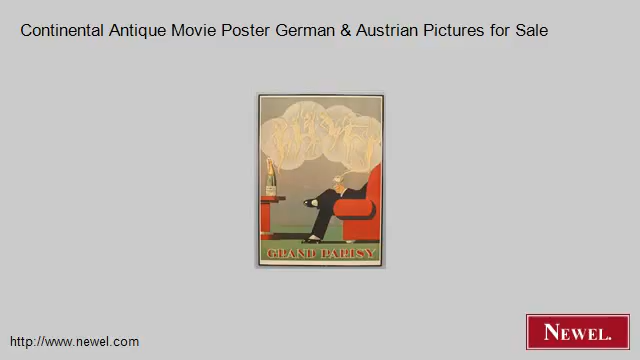 Continental Antique Movie Poster German & Austrian Pictures for Sale
GRAND PARISY
http://www.newel.com
NEWEL.